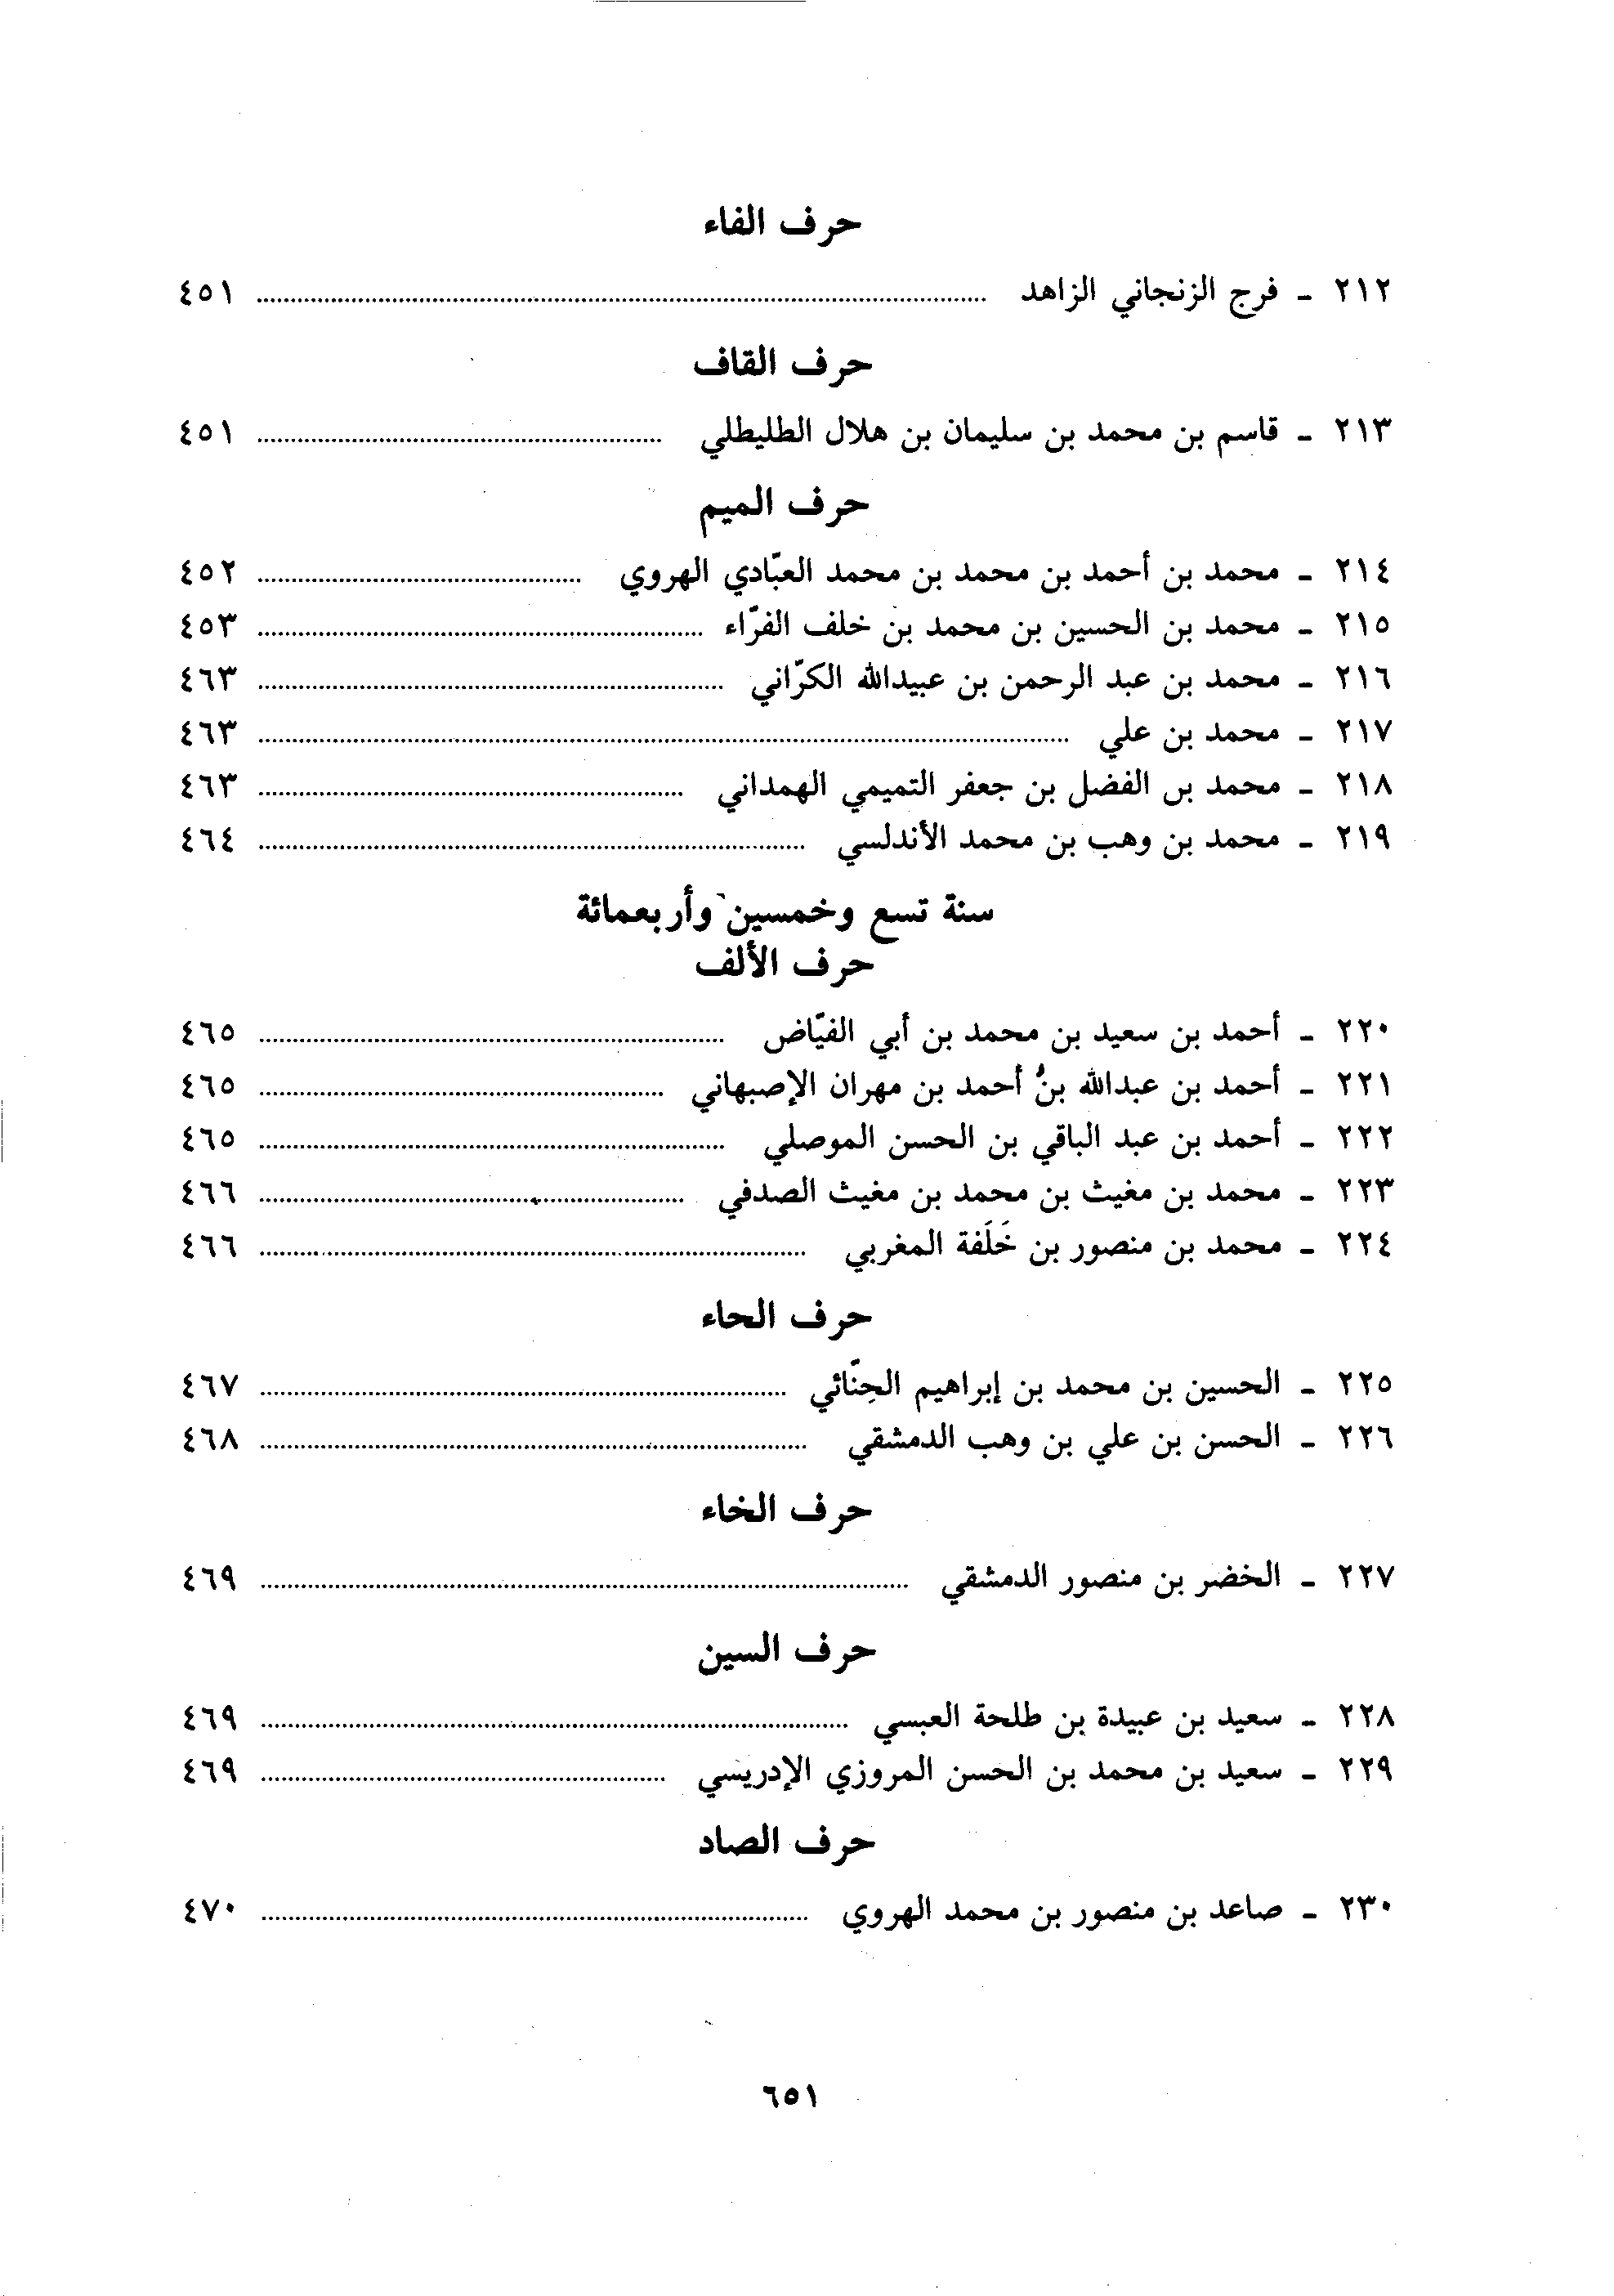 حرف الفاء
٢١٢ - فرج الزنجاني الزاهد ........ ٤٥١
حرف القاف
٢١٣ - قاسم بن محمد بن سليمان بن هلال الطليطلي ........ ٤٥١
حرف الميم
٢١٤ - محمد بن أحمد بن محمد بن محمد العبّادي الهروي ........ ٤٥٢
٢١٥ - محمد بن الحسين بن محمد بن خلف الفرّاء ........ ٤٥٣
٢١٦ - محمد بن عبد الرحمن بن عبيدالله الكرّاني ........ ٤٦٣
٢١٧ - محمد بن علي ........ ٤٦٣
٢١٨ - محمد بن الفضل بن جعفر التميمي الهمداني ........ ٤٦٣
٢١٩ - محمد بن وهب بن محمد الأندلسي ........ ٤٦٤
سنة تسع وخمسين وأربعمائة
حرف الألف
٢٢٠ - أحمد بن سعيد بن محمد بن أبي الفيّاض ........ ٤٦٥
٢٢١ - أحمد بن عبدالله بنُ أحمد بن مهران الإصبهاني ........ ٤٦٥
٢٢٢ - أحمد بن عبد الباقي بن الحسن الموصلي ........ ٤٦٥
٢٢٣ - محمد بن مغيث بن محمد بن مغيث الصدفي ........ ٤٦٦
٢٢٤ - محمد بن منصور بن خَلَفة المغربي ........ ٤٦٦
حرف الحاء
٢٢٥ - الحسين بن محمد بن إبراهيم الحِنّائي ........ ٤٦٧
٢٢٦ - الحسن بن علي بن وهب الدمشقي ........ ٤٦٨
حرف الخاء
٢٢٧ - الخضر بن منصور الدمشقي ........ ٤٦٩
حرف السين
٢٢٨ - سعيد بن عبيدة بن طلحة العبسي ........ ٤٦٩
٢٢٩ - سعيد بن محمد بن الحسن المروزي الإدريسي ........ ٤٦٩
حرف الصاد
٢٣٠ - صاعد بن منصور بن محمد الهروي ........ ٤٧٠
٦٥١